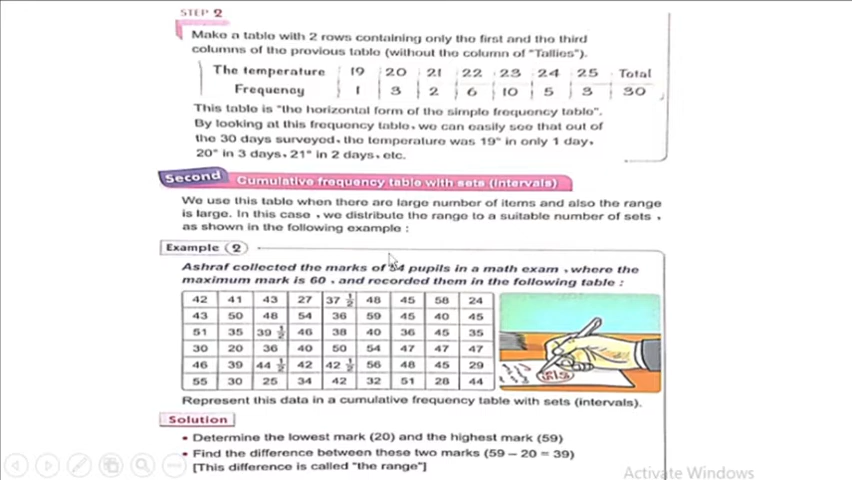 STEP 2
Make a table with 2 rows containing only the first and the third
columns of the previous table (without the column of "Tallies").
The temperature 19 20 21 22 23 24 25 Total
Frequency 1 3 2 6 10 5 3 30
This table is "the horizontal form of the simple frequency table".
By looking at this frequency table, we can easily see that out of
the 30 days surveyed, the temperature was 19° in only 1 day,
20° in 3 days, 21° in 2 days, etc.
Second Cumulative frequency table with sets (intervals)
We use this table when there are large number of items and also the range
is large. In this case, we distribute the range to a suitable number of sets,
as shown in the following example :
Example 2
Ashraf collected the marks of 54 pupils in a math exam, where the
maximum mark is 60, and recorded them in the following table :
42 41 43 27 37 1/2 48 45 58 24
43 50 48 54 36 59 45 40 45
51 35 39 1/2 46 38 40 36 45 35
30 20 36 40 50 54 47 47 47
46 39 44 1/2 42 42 1/2 56 48 45 29
55 30 25 34 42 32 51 28 44
Represent this data in a cumulative frequency table with sets (intervals).
Solution
• Determine the lowest mark (20) and the highest mark (59)
• Find the difference between these two marks (59 – 20 = 39)
[This difference is called "the range"]
Activate Windows